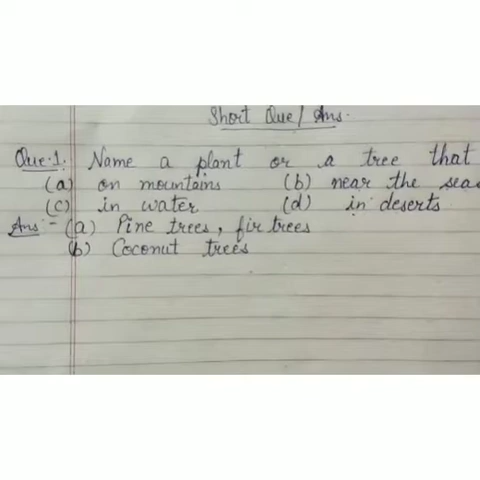 Short Que/Ans.
Que.1. Name a plant or a tree that
(a) on mountains (b) near the sea
(c) in water (d) in deserts
Ans:- (a) Pine trees, fir trees
(b) Coconut trees